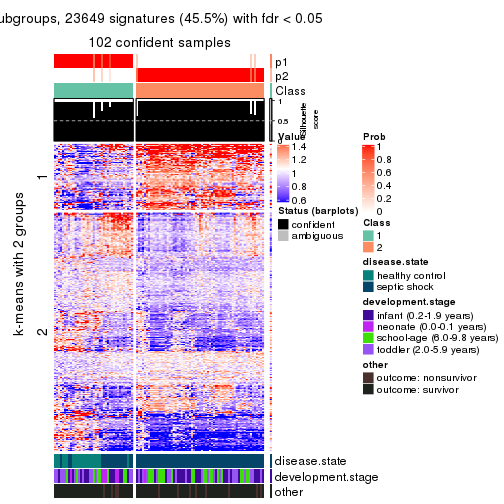 ubgroups, 23649 signatures (45.5%) with fdr < 0.05
102 confident samples
p1
p2
Class
1
0.5
0
Silhouette
score
k-means with 2 groups
1
2
Value
1.4
1.2
1
0.8
0.6
Status (barplots)
confident
ambiguous
Prob
1
0.8
0.6
0.4
0.2
0
Class
1
2
disease.state
healthy control
septic shock
development.stage
infant (0.2-1.9 years)
neonate (0.0-0.1 years)
school-age (6.0-9.8 years)
toddler (2.0-5.9 years)
other
outcome: nonsurvivor
outcome: survivor
disease.state
development.stage
other